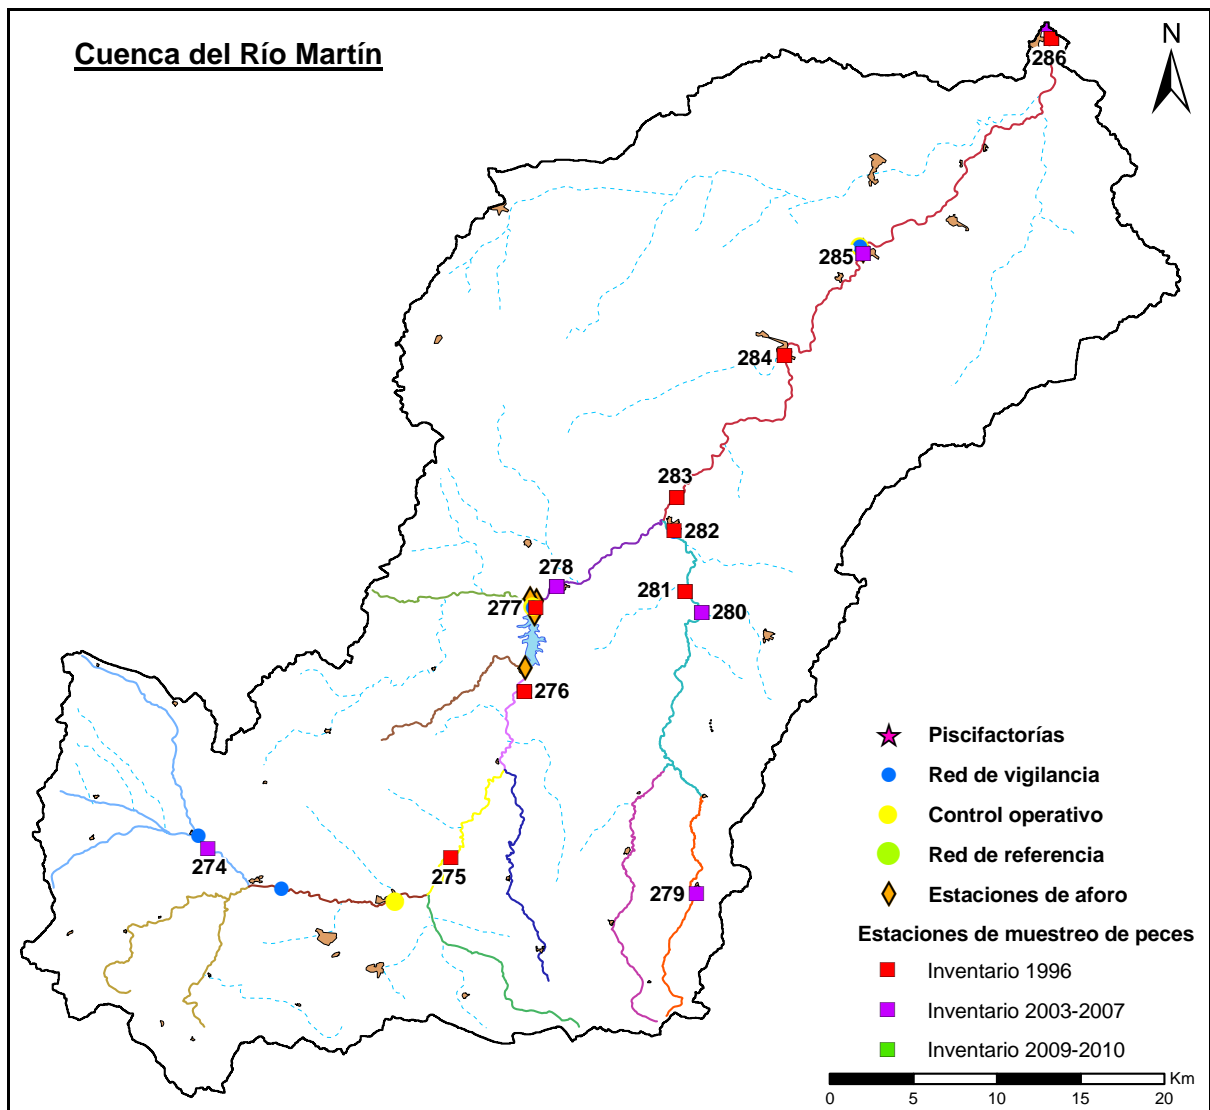 Cuenca del Río Martín
N
286
285
284
283
282
278
281
277
280
276
274
275
279
Piscifactorías
Red de vigilancia
Control operativo
Red de referencia
Estaciones de aforo
Estaciones de muestreo de peces
Inventario 1996
Inventario 2003-2007
Inventario 2009-2010
Km
0 5 10 15 20